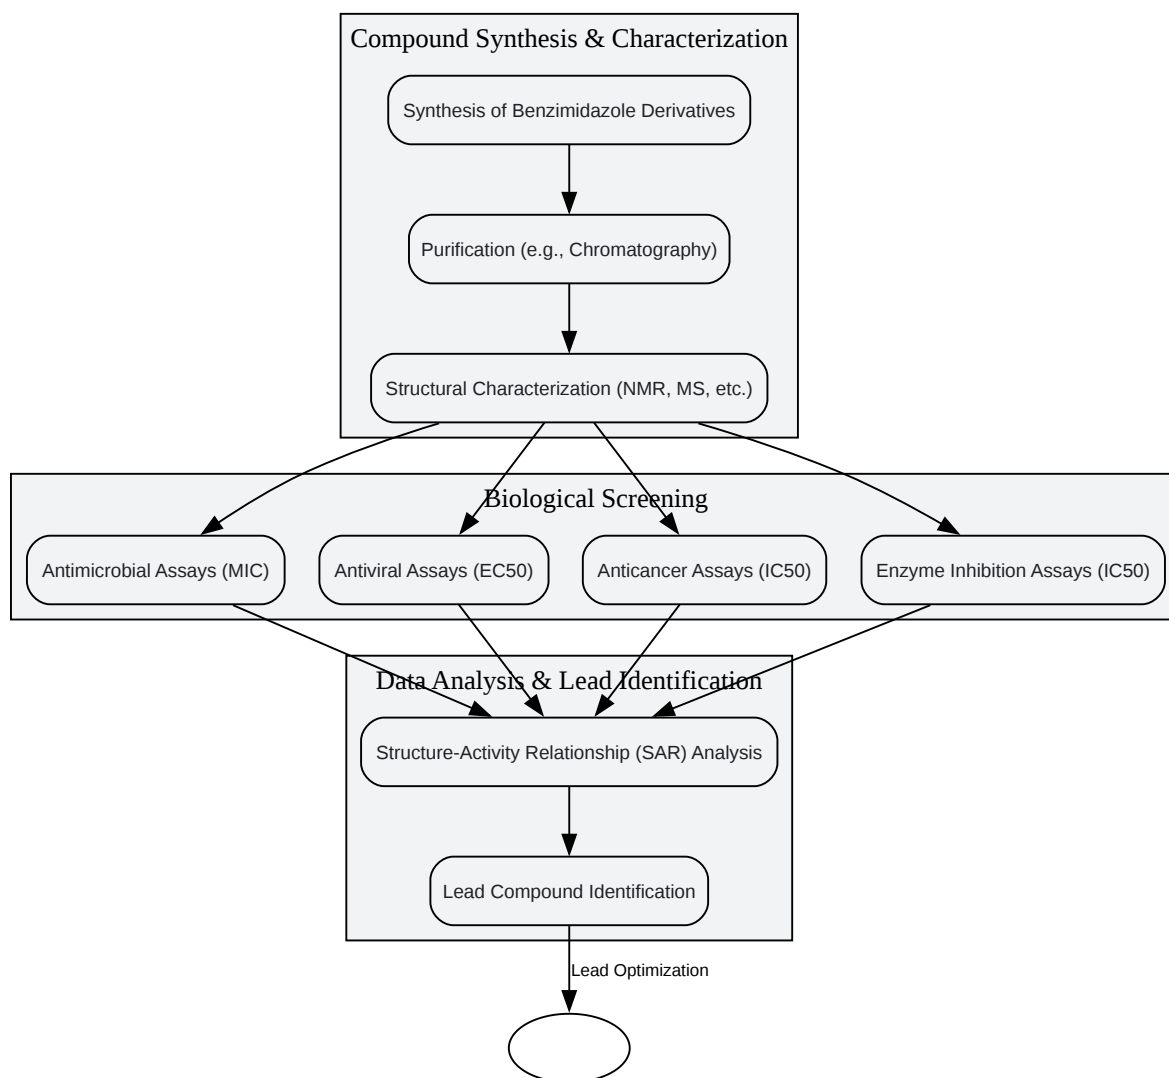 Compound Synthesis & Characterization
Synthesis of Benzimidazole Derivatives
Purification (e.g., Chromatography)
Structural Characterization (NMR, MS, etc.)
Biological Screening
Antimicrobial Assays (MIC)
Antiviral Assays (EC50)
Anticancer Assays (IC50)
Enzyme Inhibition Assays (IC50)
Data Analysis & Lead Identification
Structure-Activity Relationship (SAR) Analysis
Lead Compound Identification
Lead Optimization